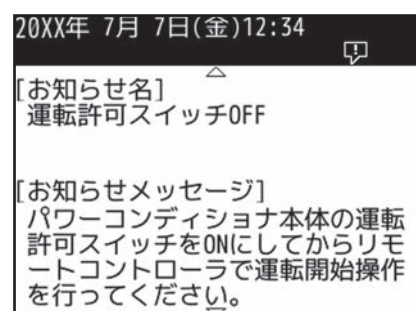 20XX年 7月 7日(金)12:34
[お知らせ名]
運転許可スイッチOFF
[お知らせメッセージ]
パワーコンディショナ本体の運転
許可スイッチをONにしてからリモ
ートコントローラで運転開始操作
を行ってください。